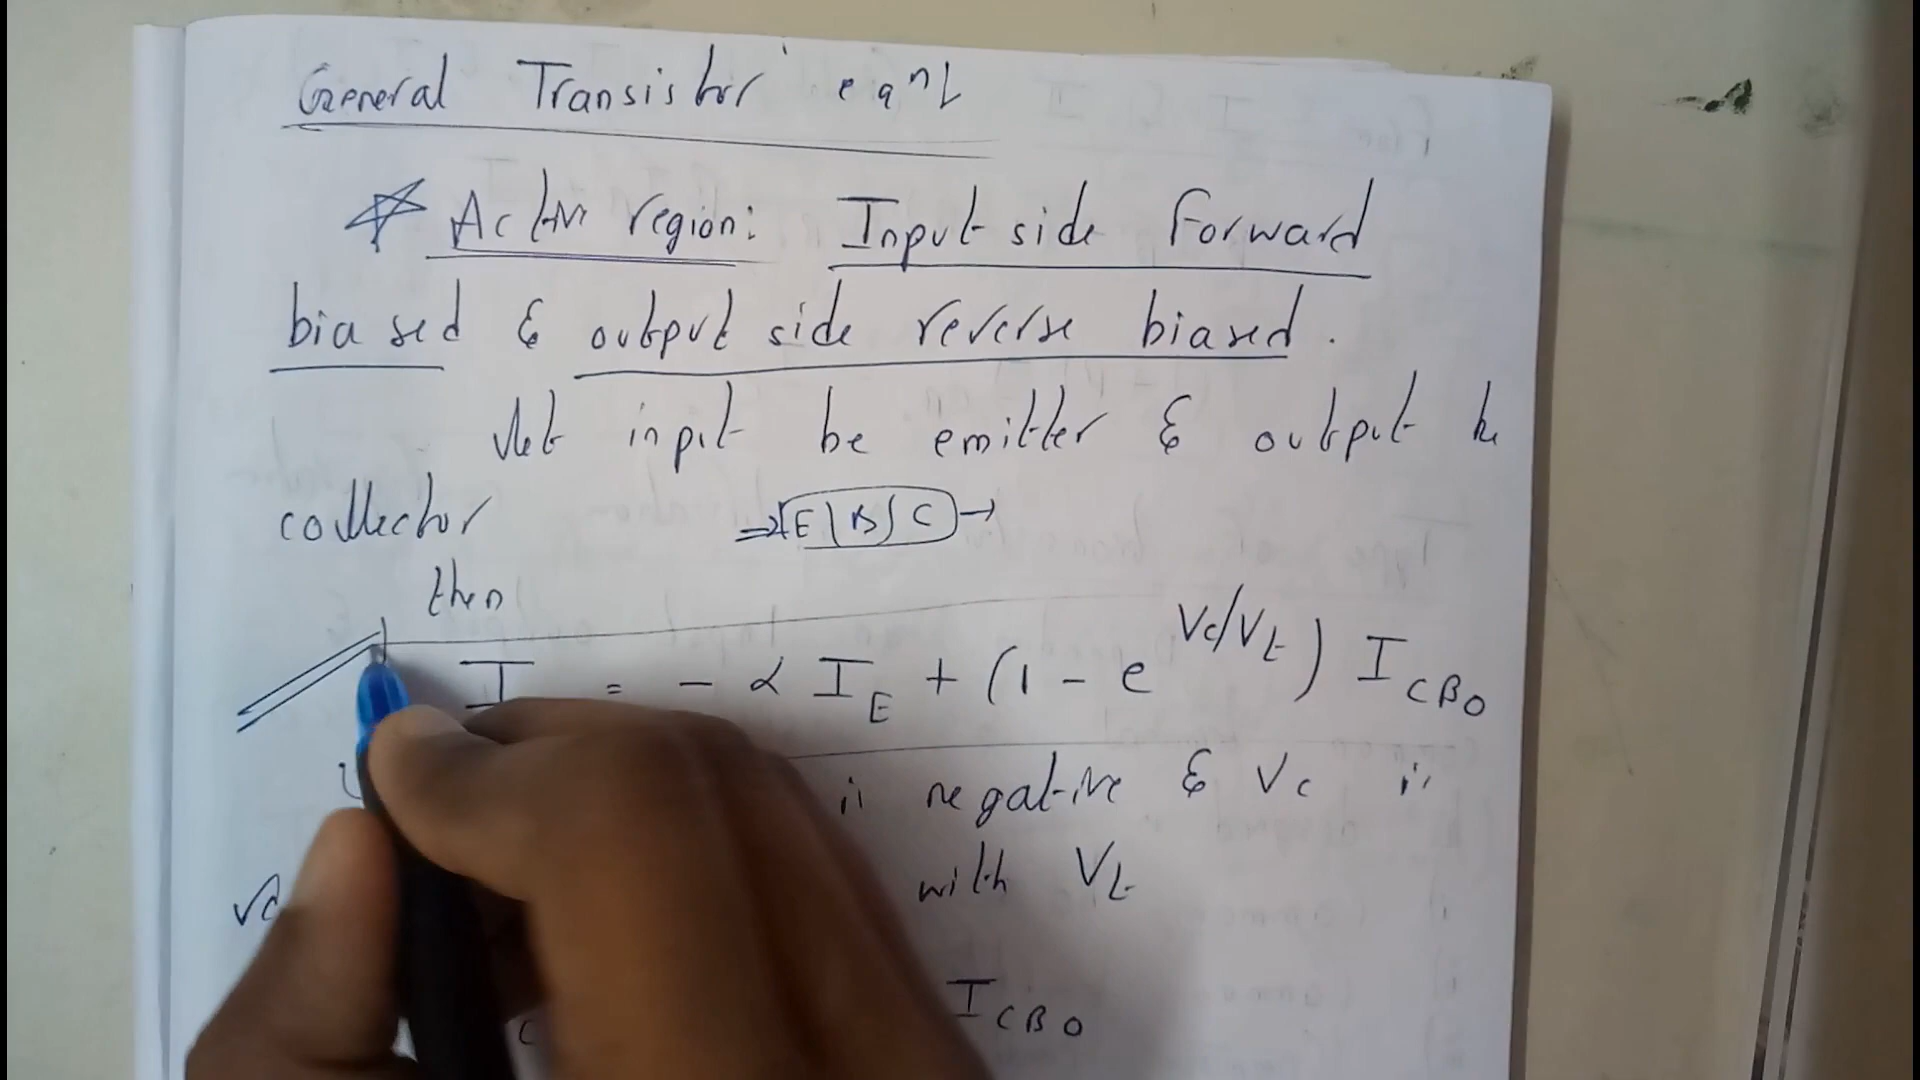 General Transistor eqn
* Active region: Input side Forward
biased & output side reverse biased.
Let input be emitter & output be
collector ⇒ E | B | C →
then
I = - α I_E + (1 - e^{Vc/Vt}) I_CBO
is negative & Vc is
with Vt
C I_CBO